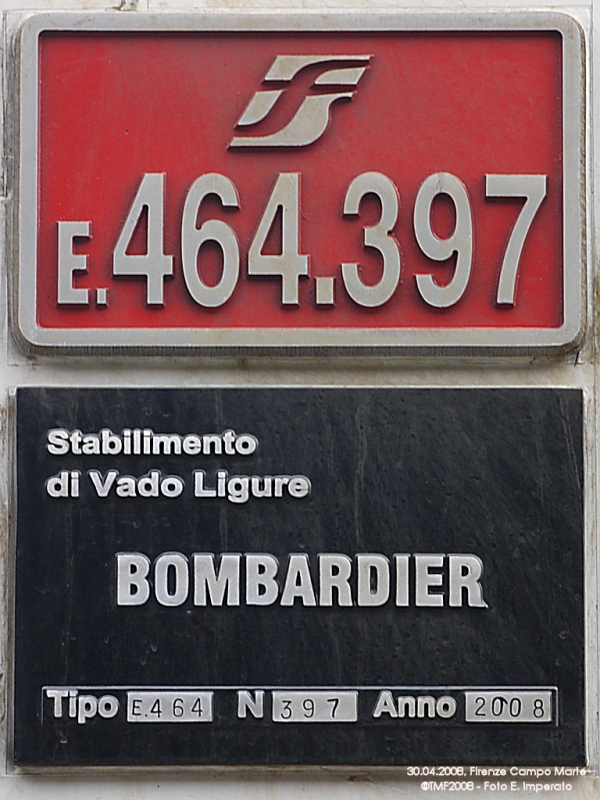 E.464.397
Stabilimento
di Vado Ligure
BOMBARDIER
Tipo E.464 N 397 Anno 2008
30.04.2008, Firenze Campo Marte
©TMF2008 - Foto E. Imperato